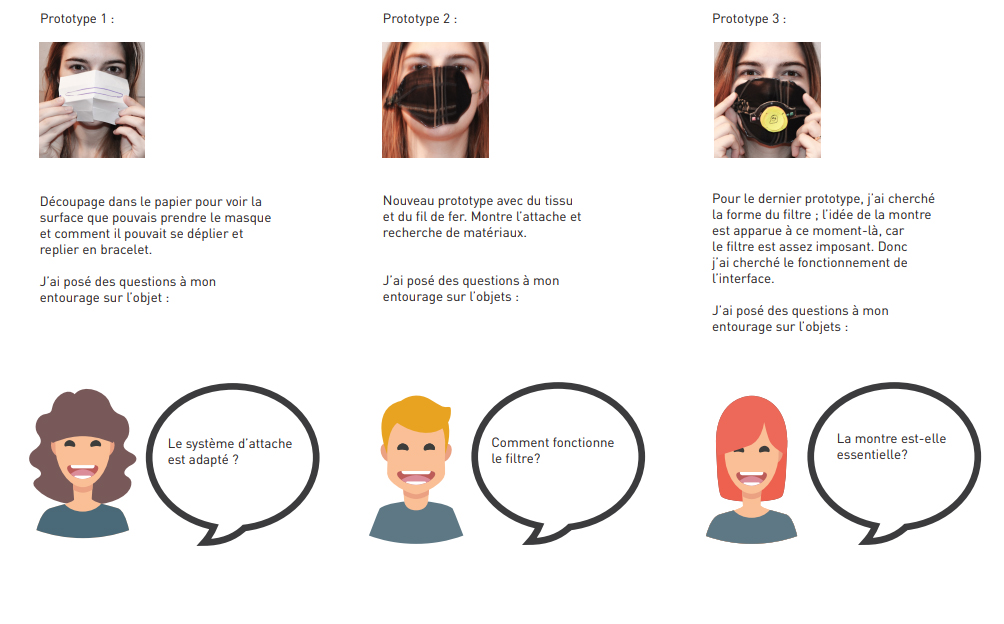 Prototype 1 :
Découpage dans le papier pour voir la
surface que pouvais prendre le masque
et comment il pouvait se déplier et
replier en bracelet.
J'ai posé des questions à mon
entourage sur l'objet :
Le système d'attache
est adapté ?
Prototype 2 :
Nouveau prototype avec du tissu
et du fil de fer. Montre l'attache et
recherche de matériaux.
J'ai posé des questions à mon
entourage sur l'objets :
Comment fonctionne
le filtre?
Prototype 3 :
Pour le dernier prototype, j'ai cherché
la forme du filtre ; l'idée de la montre
est apparue à ce moment-là, car
le filtre est assez imposant. Donc
j'ai cherché le fonctionnement de
l'interface.
J'ai posé des questions à mon
entourage sur l'objets :
La montre est-elle
essentielle?